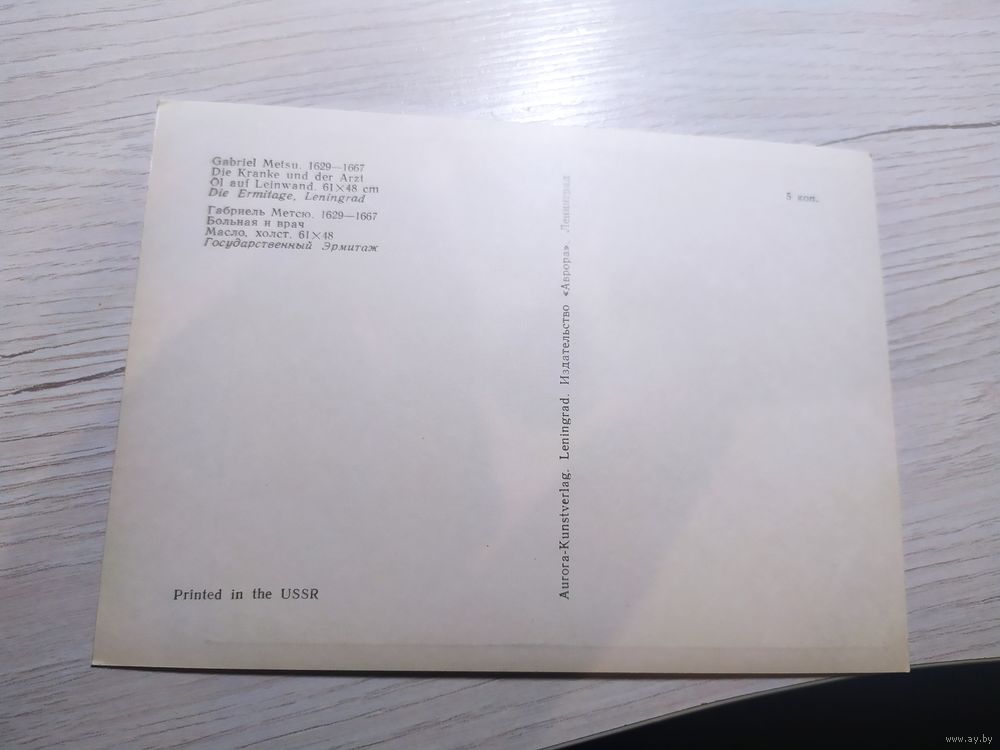 Gabriel Metsu. 1629—1667
Die Kranke und der Arzt
Öl auf Leinwand. 61×48 cm
Die Ermitage, Leningrad
Габриель Метсю. 1629—1667
Больная и врач
Масло, холст. 61×48
Государственный Эрмитаж
Printed in the USSR
Aurora-Kunstverlag. Leningrad. Издательство «Аврора». Ленинград
5 коп.
www.ay.by